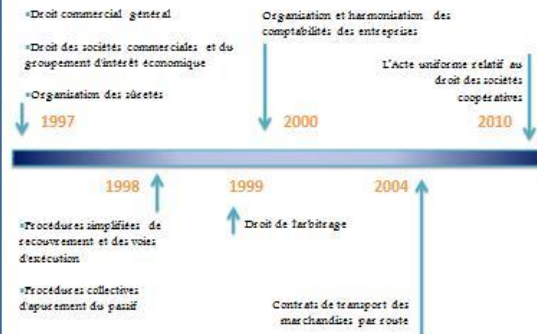 •Droit commercial général
•Droit des sociétés commerciales et du
groupement d'intérêt économique
•Organisation des sûretés
1997
Organisation et harmonisation des
comptabilités des entreprises
2000
L'Acte uniforme relatif au
droit des sociétés
coopératives
2010
1998
•Procédures simplifiées de
recouvrement et des voies
d'exécution
•Procédures collectives
d'apurement du passif
1999
Droit de l'arbitrage
2004
Contrats de transport des
marchandises par route